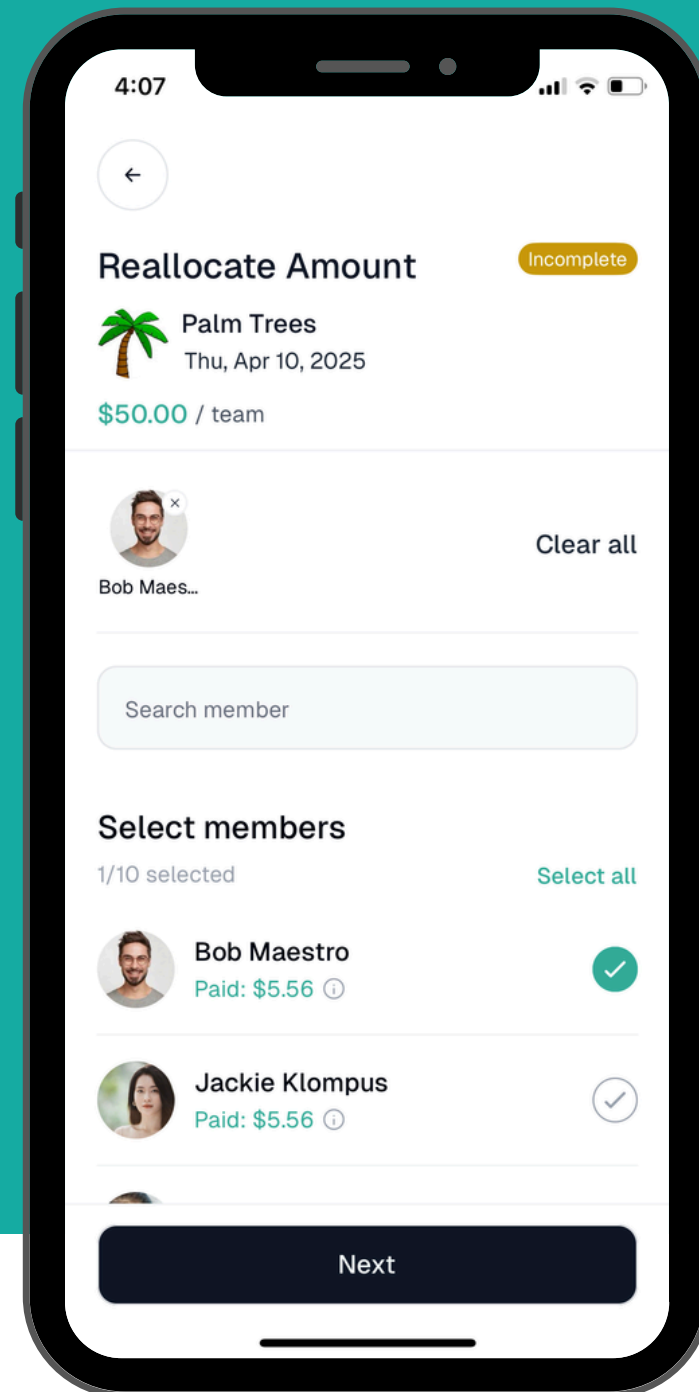 4:07
Reallocate Amount
Incomplete
Palm Trees
Thu, Apr 10, 2025
$50.00 / team
Bob Maes...
Clear all
Search member
Select members
1/10 selected
Select all
Bob Maestro
Paid: $5.56
Jackie Klompus
Paid: $5.56
Next